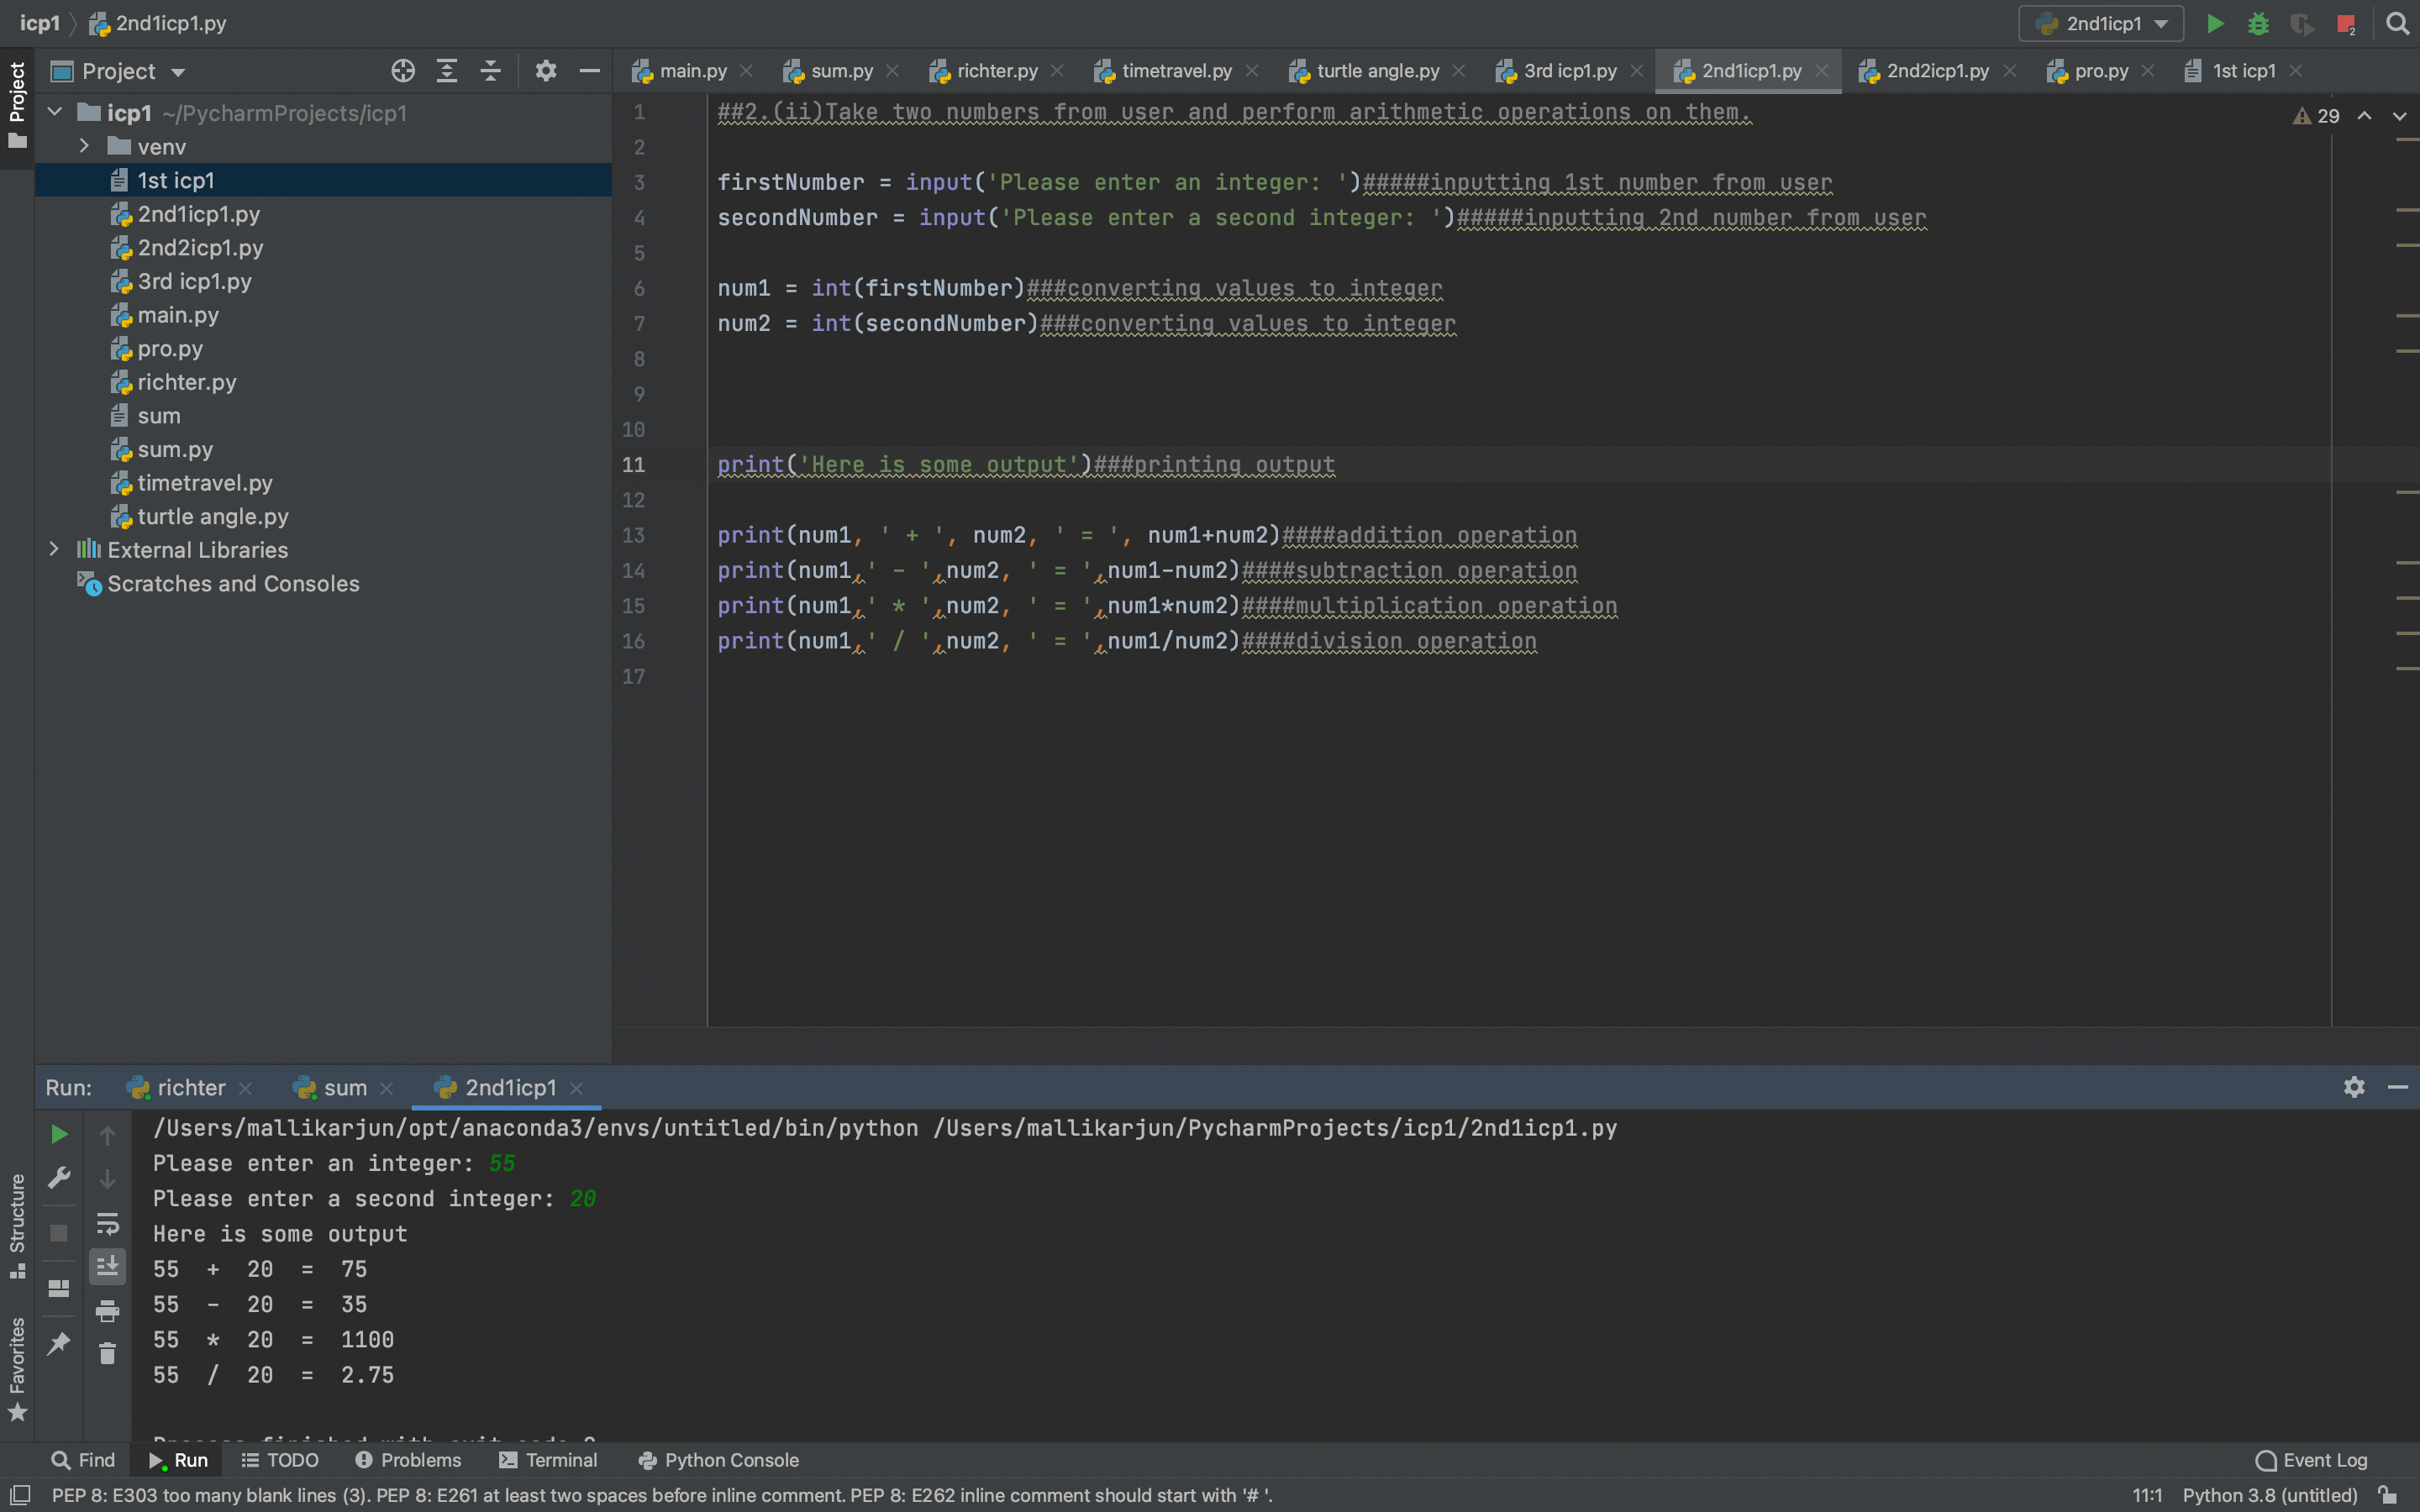 icp1 2nd1icp1.py
2nd1icp1
2
Project
Project
main.py sum.py richter.py timetravel.py turtle angle.py 3rd icp1.py 2nd1icp1.py 2nd2icp1.py pro.py 1st icp1
icp1 ~/PycharmProjects/icp1
venv
1st icp1
2nd1icp1.py
2nd2icp1.py
3rd icp1.py
main.py
pro.py
richter.py
sum
sum.py
timetravel.py
turtle angle.py
External Libraries
Scratches and Consoles
29
1 ##2.(ii)Take two numbers from user and perform arithmetic operations on them.
2
3 firstNumber = input('Please enter an integer: ')#####inputting 1st number from user
4 secondNumber = input('Please enter a second integer: ')#####inputting 2nd number from user
5
6 num1 = int(firstNumber)###converting values to integer
7 num2 = int(secondNumber)###converting values to integer
8
9
10
11 print('Here is some output')###printing output
12
13 print(num1, ' + ', num2, ' = ', num1+num2)####addition operation
14 print(num1,' - ',num2, ' = ',num1-num2)####subtraction operation
15 print(num1,' * ',num2, ' = ',num1*num2)####multiplication operation
16 print(num1,' / ',num2, ' = ',num1/num2)####division operation
17
Run: richter sum 2nd1icp1
/Users/mallikarjun/opt/anaconda3/envs/untitled/bin/python /Users/mallikarjun/PycharmProjects/icp1/2nd1icp1.py
Please enter an integer: 55
Please enter a second integer: 20
Here is some output
55  +  20  =  75
55  -  20  =  35
55  *  20  =  1100
55  /  20  =  2.75
Process finished with exit code 0
Structure
Favorites
Find Run TODO Problems Terminal Python Console Event Log
PEP 8: E303 too many blank lines (3). PEP 8: E261 at least two spaces before inline comment. PEP 8: E262 inline comment should start with '# '. 11:1 Python 3.8 (untitled)